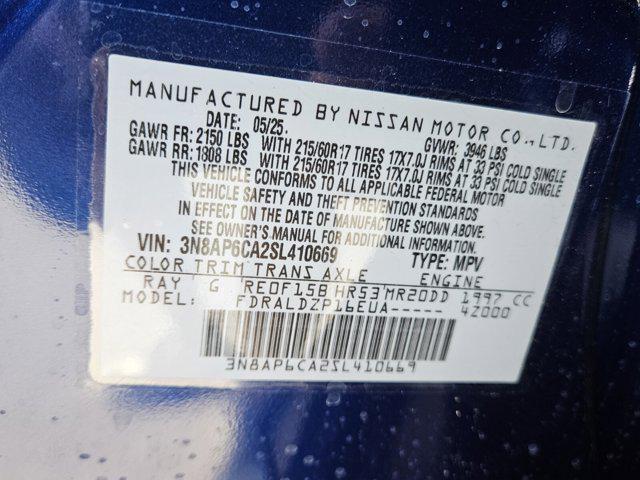 MANUFACTURED BY NISSAN MOTOR CO., LTD.
DATE: 05/25. GVWR: 3946 LBS
GAWR FR: 2150 LBS WITH 215/60R17 TIRES 17X7.0J RIMS AT 33 PSI COLD SINGLE
GAWR RR: 1808 LBS WITH 215/60R17 TIRES 17X7.0J RIMS AT 33 PSI COLD SINGLE
THIS VEHICLE CONFORMS TO ALL APPLICABLE FEDERAL MOTOR
VEHICLE SAFETY AND THEFT PREVENTION STANDARDS
IN EFFECT ON THE DATE OF MANUFACTURE SHOWN ABOVE.
SEE OWNER'S MANUAL FOR ADDITIONAL INFORMATION.
VIN: 3N8AP6CA2SL410669 TYPE: MPV
COLOR TRIM TRANS AXLE ENGINE
RAY G RE0F15B HR53 MR20DD 1997 CC
MODEL: FDRALDZP16EUA----- 4Z000
3N8AP6CA2SL410669